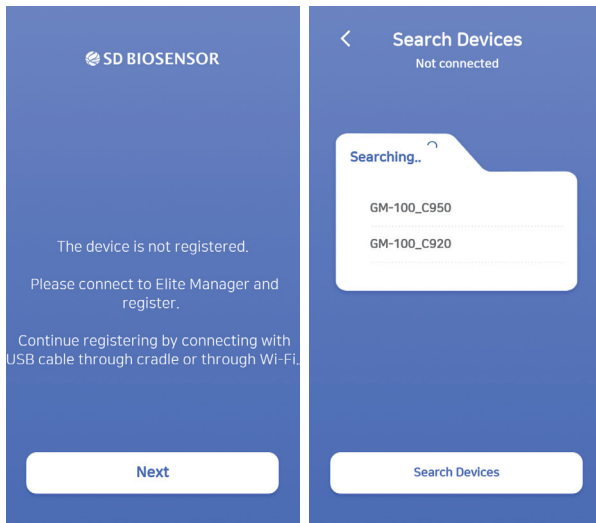 SD BIOSENSOR
The device is not registered.
Please connect to Elite Manager and
register.
Continue registering by connecting with
USB cable through cradle or through Wi-Fi.
Next
Search Devices
Not connected
Searching..
GM-100_C950
GM-100_C920
Search Devices